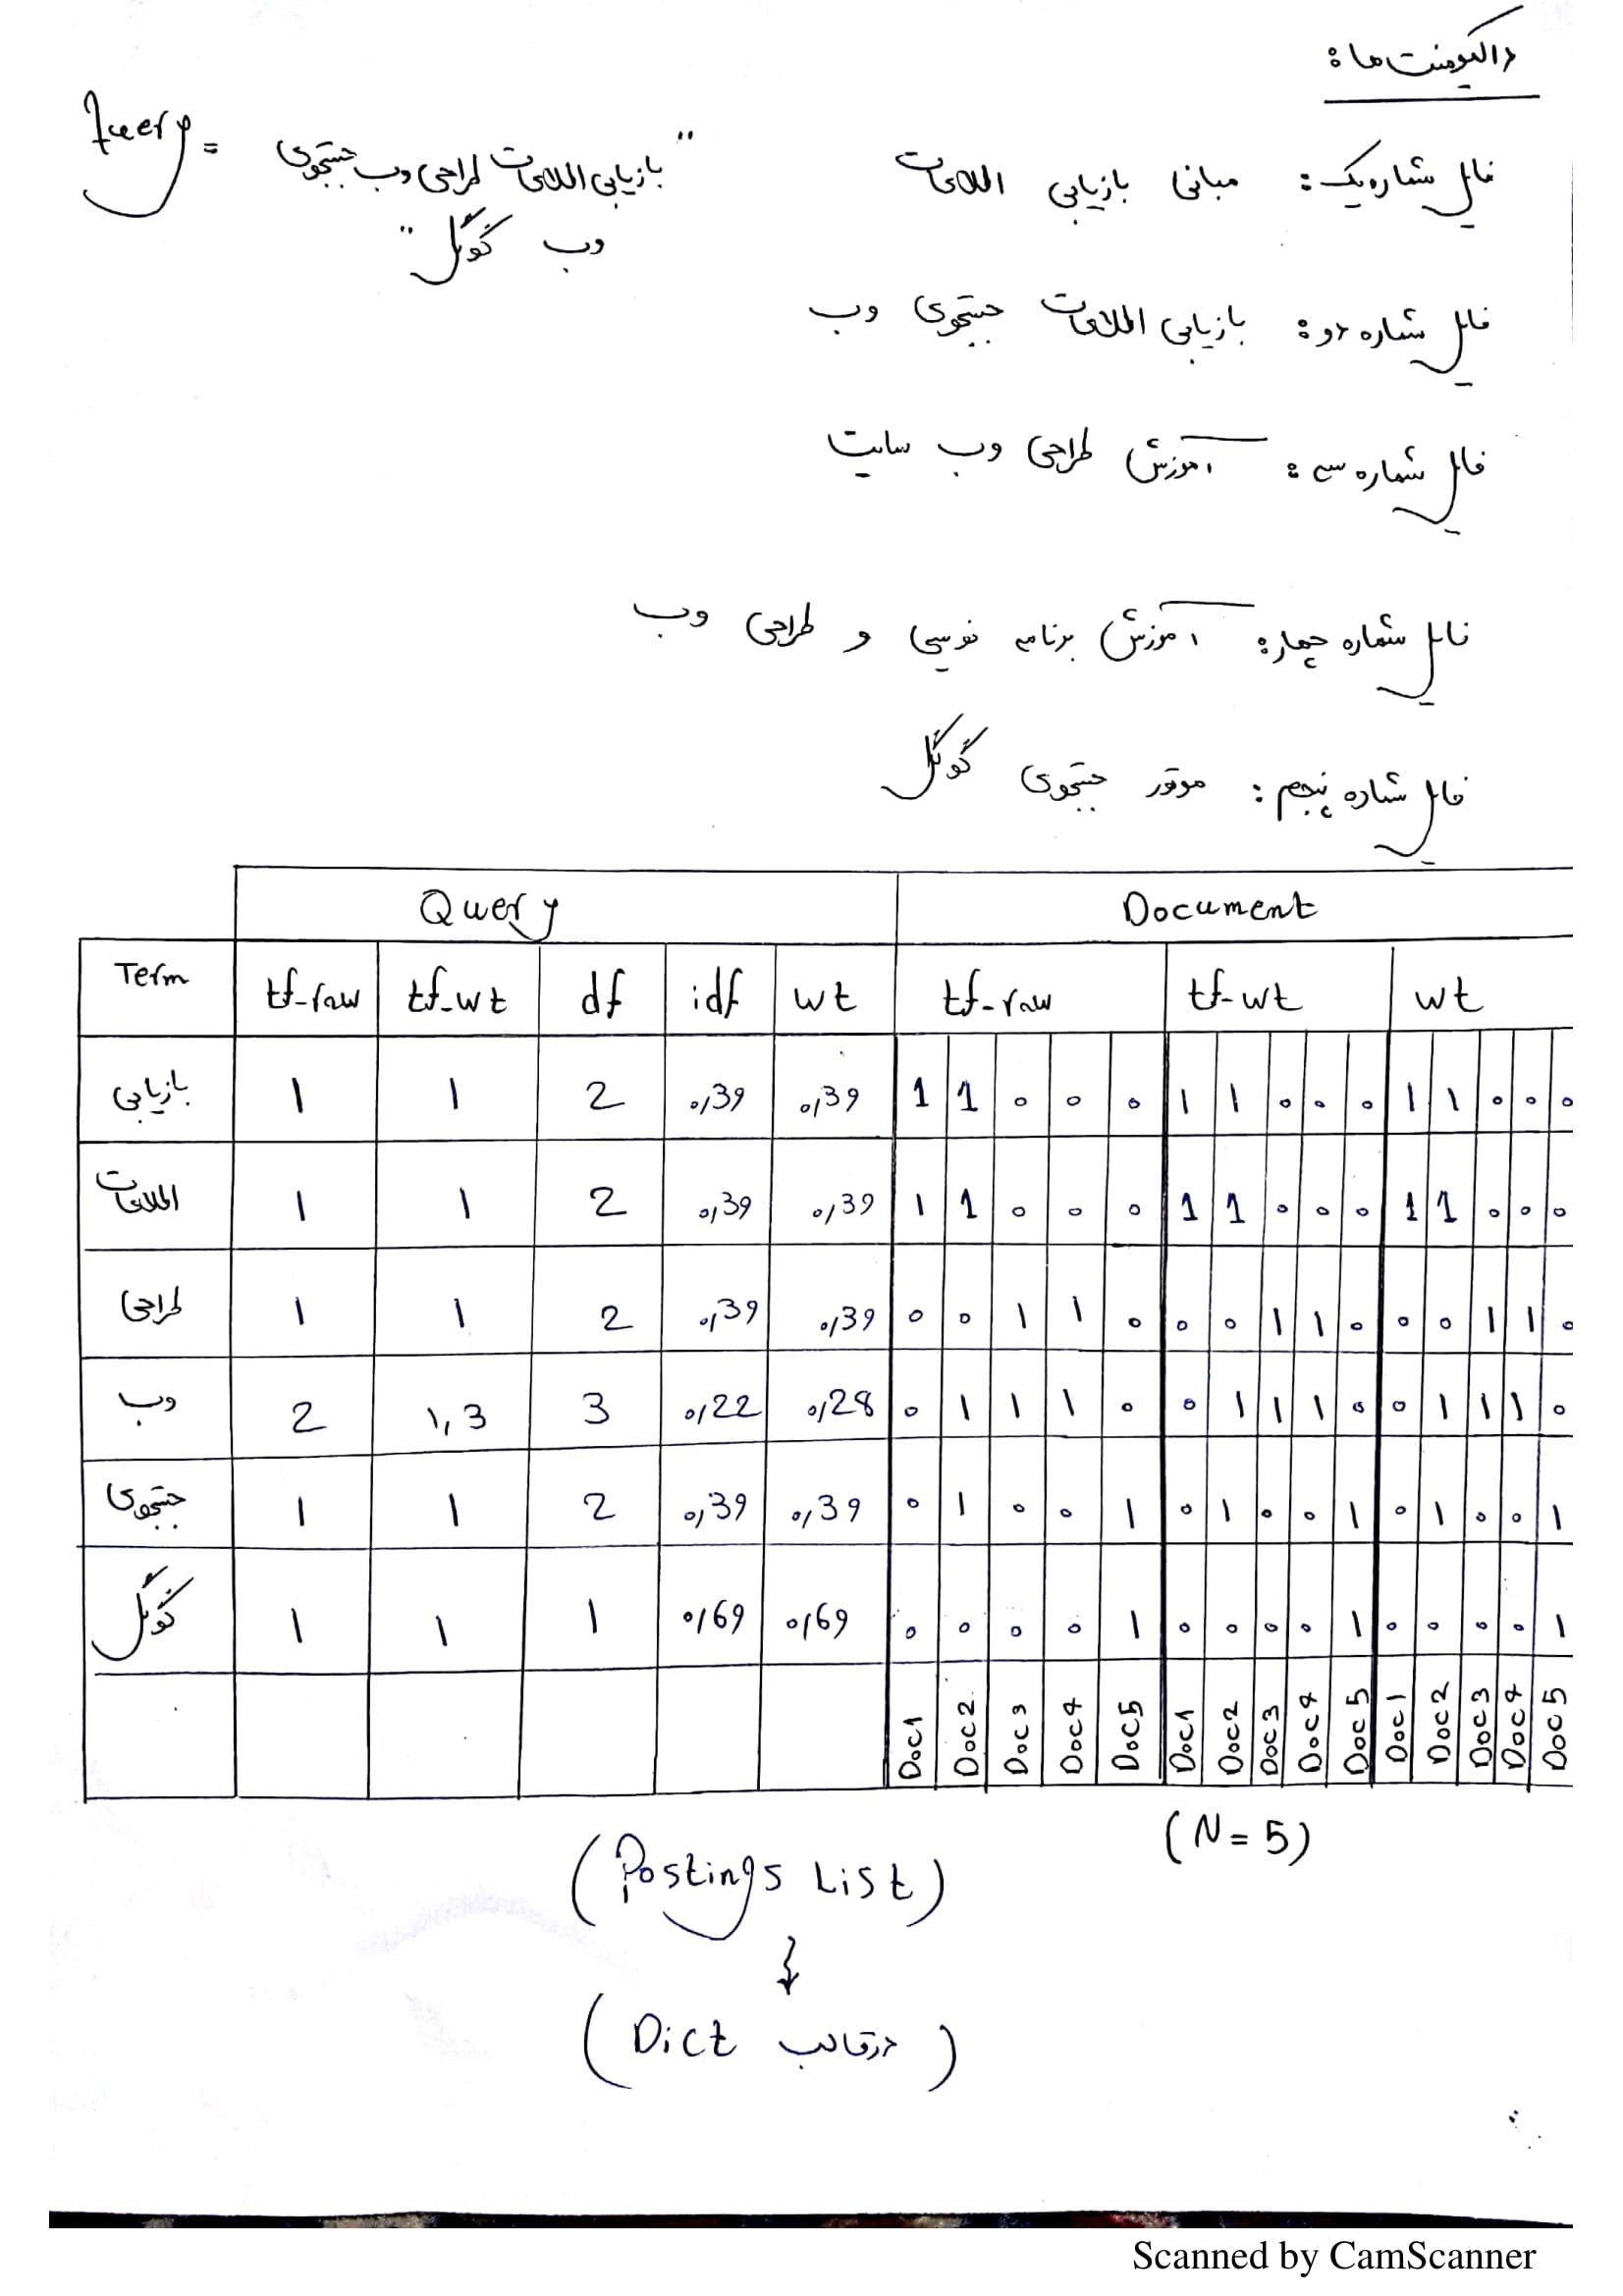 داکیومنت ها :
Query = "بازیابی اطلاعات طراحی وب جستجوی
وب گوگل"
فایل شماره یک : مبانی بازیابی اطلاعات
فایل شماره دو : بازیابی اطلاعات جستجوی وب
فایل شماره سه : آموزش طراحی وب سایت
فایل شماره چهار : آموزش برنامه نویسی و طراحی وب
فایل شماره پنجم : موتور جستجوی گوگل
Query Document
Term tf-raw tf-wt df idf wt tf-raw tf-wt wt
بازیابی 1 1 2 0,39 0,39 1 1 0 0 0 1 1 0 0 0 1 1 0 0 0
اطلاعات 1 1 2 0,39 0,39 1 1 0 0 0 1 1 0 0 0 1 1 0 0 0
طراحی 1 1 2 0,39 0,39 0 0 1 1 0 0 0 1 1 0 0 0 1 1 0
وب 2 1,3 3 0,22 0,28 0 1 1 1 0 0 1 1 1 0 0 1 1 1 0
جستجوی 1 1 2 0,39 0,39 0 1 0 0 1 0 1 0 0 1 0 1 0 0 1
گوگل 1 1 1 0,69 0,69 0 0 0 0 1 0 0 0 0 1 0 0 0 0 1
Doc1 Doc2 Doc3 Doc4 Doc5 Doc1 Doc2 Doc3 Doc4 Doc5 Doc1 Doc2 Doc3 Doc4 Doc5
(N=5)
(Postings List)
(در قالب Dict)
Scanned by CamScanner